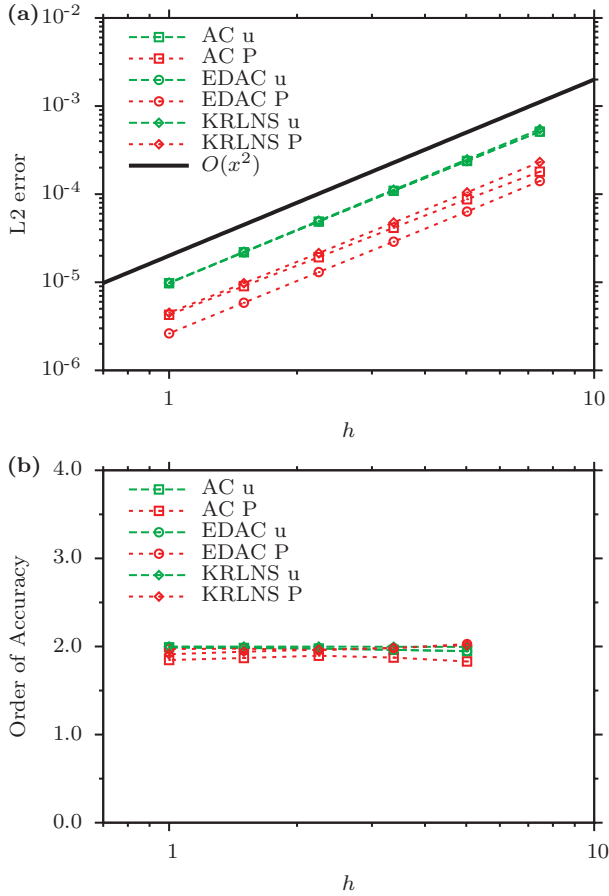 (a)
10⁻²
10⁻³
10⁻⁴
10⁻⁵
10⁻⁶
L2 error
AC u
AC P
EDAC u
EDAC P
KRLNS u
KRLNS P
O(x²)
1
10
h
(b)
4.0
3.0
2.0
1.0
0.0
Order of Accuracy
AC u
AC P
EDAC u
EDAC P
KRLNS u
KRLNS P
1
10
h